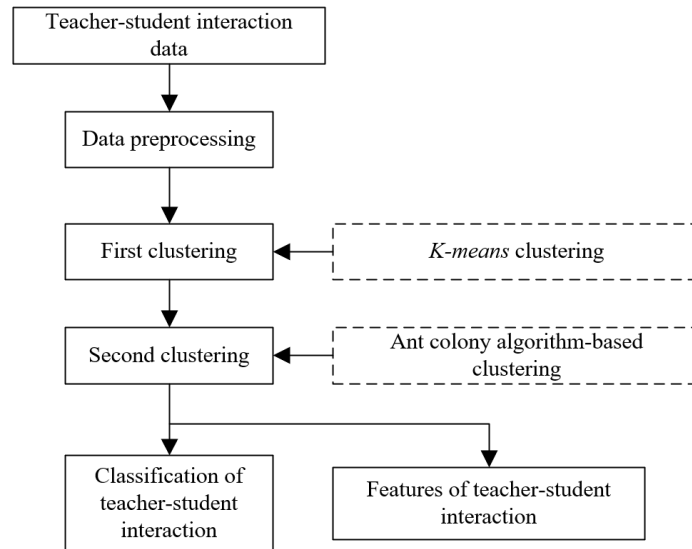 Teacher-student interaction
data
Data preprocessing
First clustering
K-means clustering
Second clustering
Ant colony algorithm-based
clustering
Classification of
teacher-student
interaction
Features of teacher-student
interaction